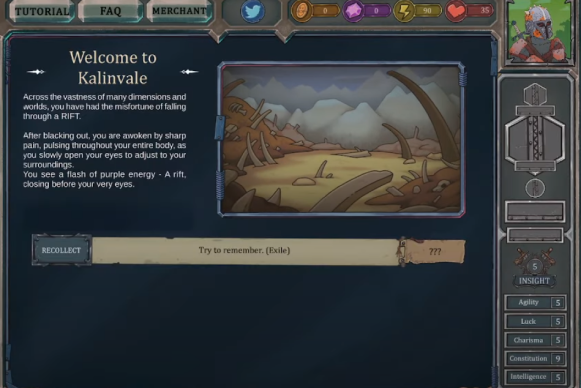 TUTORIAL
FAQ
MERCHANT
0
0
90
35
Welcome to
Kalinvale
Across the vastness of many dimensions and
worlds, you have had the misfortune of falling
through a RIFT.
After blacking out, you are awoken by sharp
pain, pulsing throughout your entire body, as
you slowly open your eyes to adjust to your
surroundings.
You see a flash of purple energy - A rift,
closing before your very eyes.
RECOLLECT
Try to remember. (Exile)
???
5
INSIGHT
Agility 5
Luck 5
Charisma 5
Constitution 9
Intelligence 5